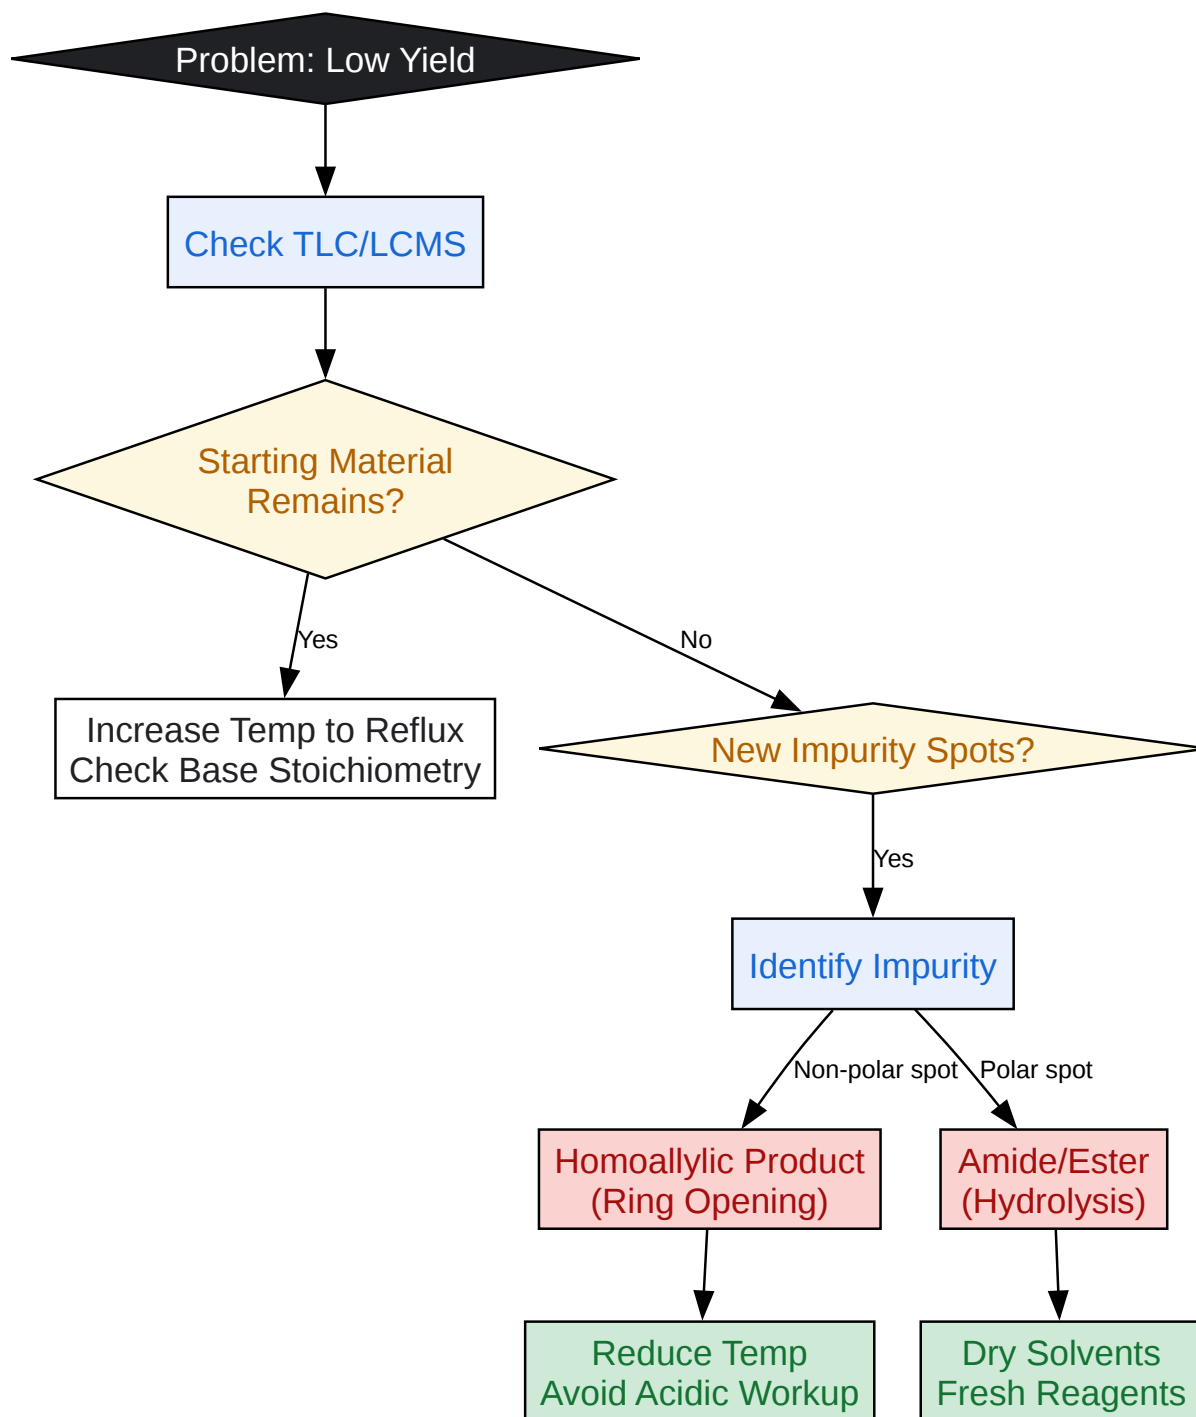 Problem: Low Yield
Check TLC/LCMS
Starting Material
Remains?
Yes
No
Increase Temp to Reflux
Check Base Stoichiometry
New Impurity Spots?
Yes
Identify Impurity
Non-polar spot
Polar spot
Homoallylic Product
(Ring Opening)
Amide/Ester
(Hydrolysis)
Reduce Temp
Avoid Acidic Workup
Dry Solvents
Fresh Reagents